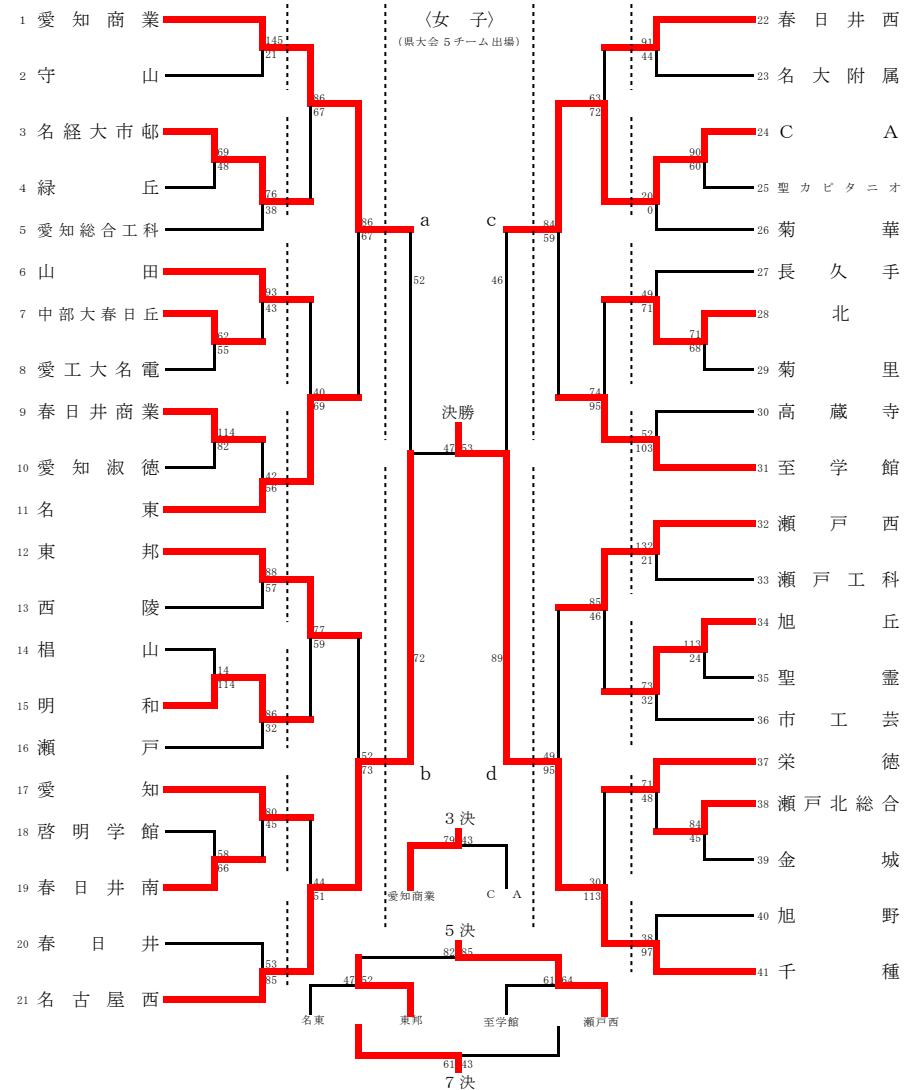 〈女 子〉
(県大会 5 チーム出場)
1 愛知商業
2 守山
3 名経大市邨
4 緑丘
5 愛知総合工科
6 山田
7 中部大春日丘
8 愛工大名電
9 春日井商業
10 愛知淑徳
11 名東
12 東邦
13 西陵
14 椙山
15 明和
16 瀬戸
17 愛知
18 啓明学館
19 春日井南
20 春日井
21 名古屋西
145
21
69
48
76
38
86
67
93
43
62
55
114
82
42
56
40
69
86
67
88
57
14
114
86
32
77
59
80
45
58
66
53
85
44
51
52
73
a
52
72
b
c
46
89
d
決勝
47 53
3 決
79 43
愛知商業
C A
5 決
82 85
47 52
61 64
名東
東邦
至学館
瀬戸西
61 43
7 決
22 春日井西
23 名大附属
24 C A
25 聖カピタニオ
26 菊華
27 長久手
28 北
29 菊里
30 高蔵寺
31 至学館
32 瀬戸西
33 瀬戸工科
34 旭丘
35 聖霊
36 市工芸
37 栄徳
38 瀬戸北総合
39 金城
40 旭野
41 千種
91
44
90
60
20
0
63
72
84
59
49
71
71
68
74
95
52
103
132
21
113
24
73
32
85
46
49
95
71
48
84
45
30
113
38
97